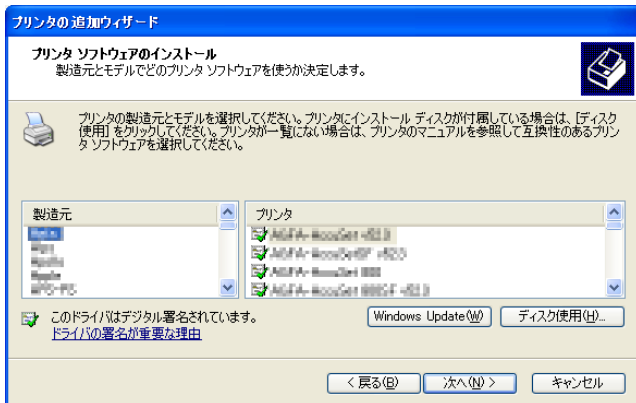 プリンタの追加ウィザード
プリンタ ソフトウェアのインストール
製造元とモデルでどのプリンタ ソフトウェアを使うか決定します。
プリンタの製造元とモデルを選択してください。プリンタにインストール ディスクが付属している場合は、[ディスク
使用] をクリックしてください。プリンタが一覧にない場合は、プリンタのマニュアルを参照して互換性のあるプリン
タ ソフトウェアを選択してください。
製造元
プリンタ
このドライバはデジタル署名されています。
ドライバの署名が重要な理由
Windows Update(W)
ディスク使用(H)...
< 戻る(B)
次へ(N) >
キャンセル